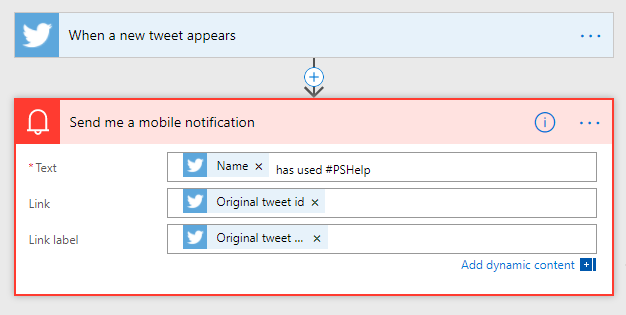 When a new tweet appears ...
Send me a mobile notification ...
* Text Name × has used #PSHelp
Link Original tweet id ×
Link label Original tweet ... ×
Add dynamic content